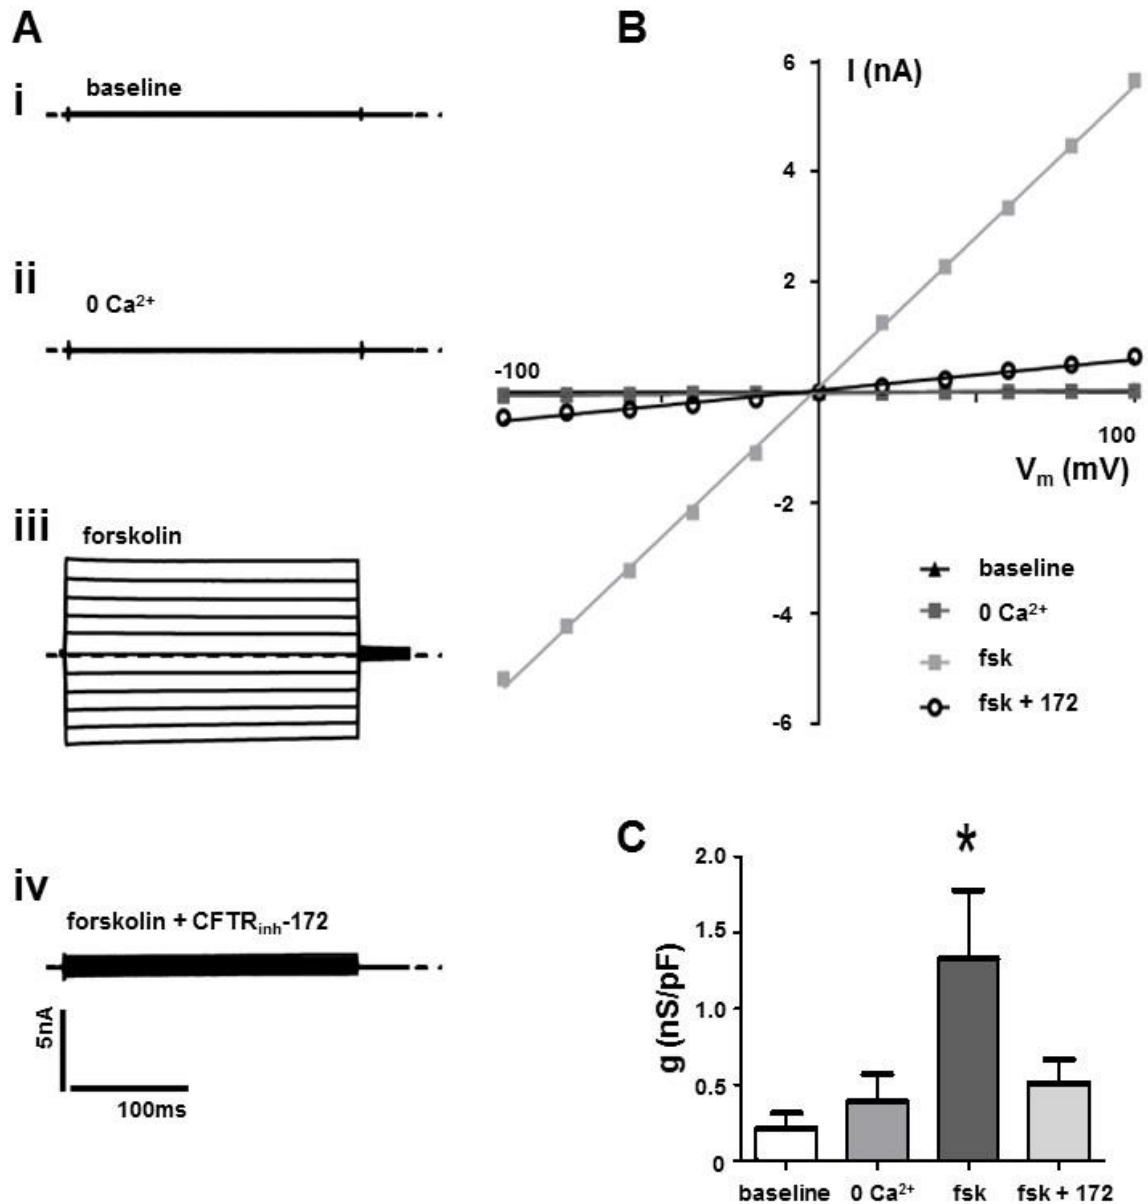 A
i
baseline
ii
0 Ca²⁺
iii
forskolin
iv
forskolin + CFTRinh-172
5nA
100ms
B
I (nA)
6
4
2
-2
-4
-6
-100
100
Vm (mV)
baseline
0 Ca²⁺
fsk
fsk + 172
C
*
g (nS/pF)
2.0
1.5
1.0
0.5
0
baseline 0 Ca²⁺ fsk fsk + 172